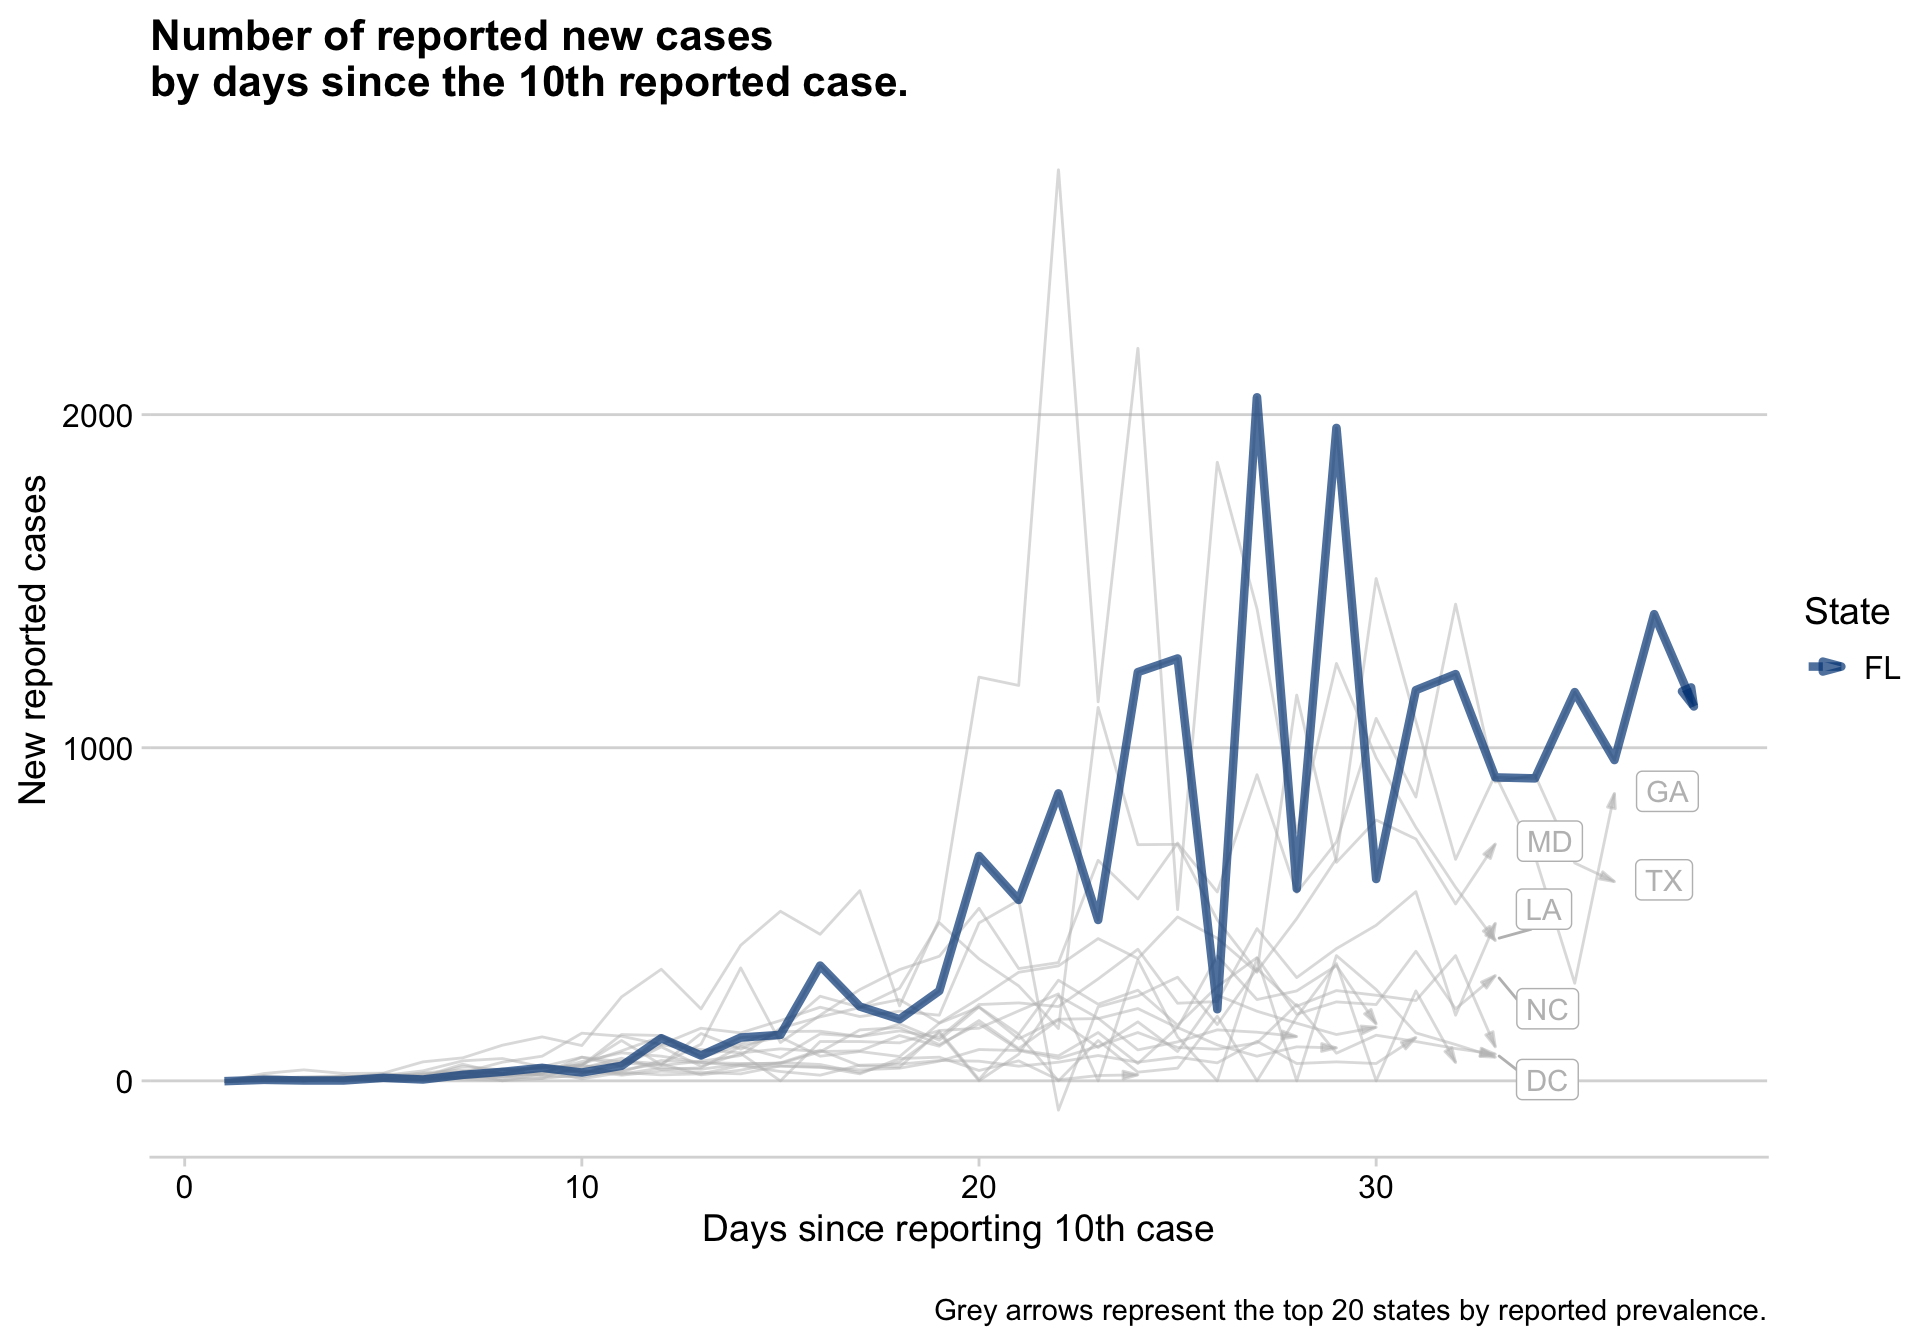 Number of reported new cases
by days since the 10th reported case.
New reported cases
2000
1000
0
GA
MD
TX
LA
NC
DC
State
FL
0 10 20 30
Days since reporting 10th case
Grey arrows represent the top 20 states by reported prevalence.